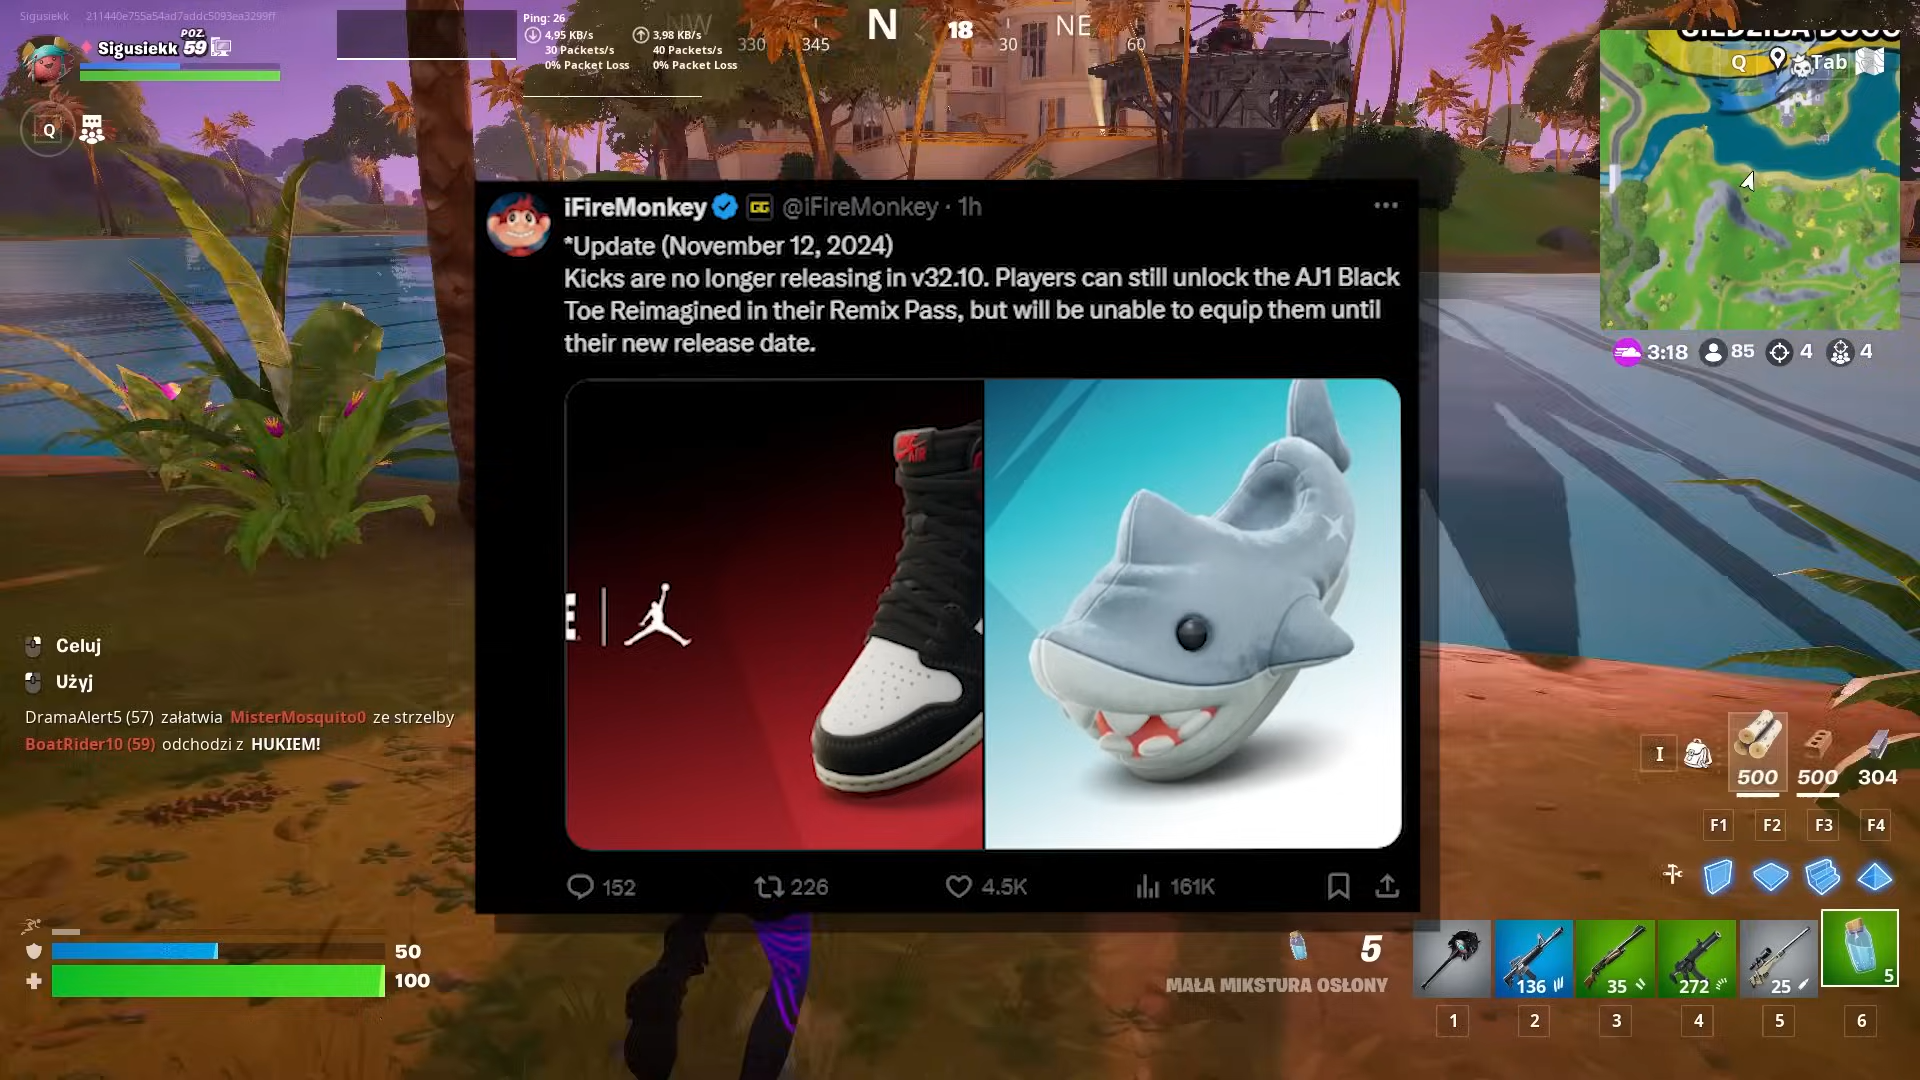 Sigusiekk 211440e755a54ad7addc5093ea3299ff
Sigusiekk POZ. 59
Q
Ping: 26
4,95 KB/s 3,98 KB/s
30 Packets/s 40 Packets/s
0% Packet Loss 0% Packet Loss
NW 330 345 N 18 30 NE 60
Q Tab
3:18 85 4 4
iFireMonkey GG @iFireMonkey · 1h
*Update (November 12, 2024)
Kicks are no longer releasing in v32.10. Players can still unlock the AJ1 Black
Toe Reimagined in their Remix Pass, but will be unable to equip them until
their new release date.
AIR
E
152 226 4.5K 161K
Celuj
Użyj
DramaAlert5 (57) załatwia MisterMosquito0 ze strzelby
BoatRider10 (59) odchodzi z HUKIEM!
50
100
I 500 500 304
F1 F2 F3 F4
5
MAŁA MIKSTURA OSŁONY
136 35 272 25 5
1 2 3 4 5 6